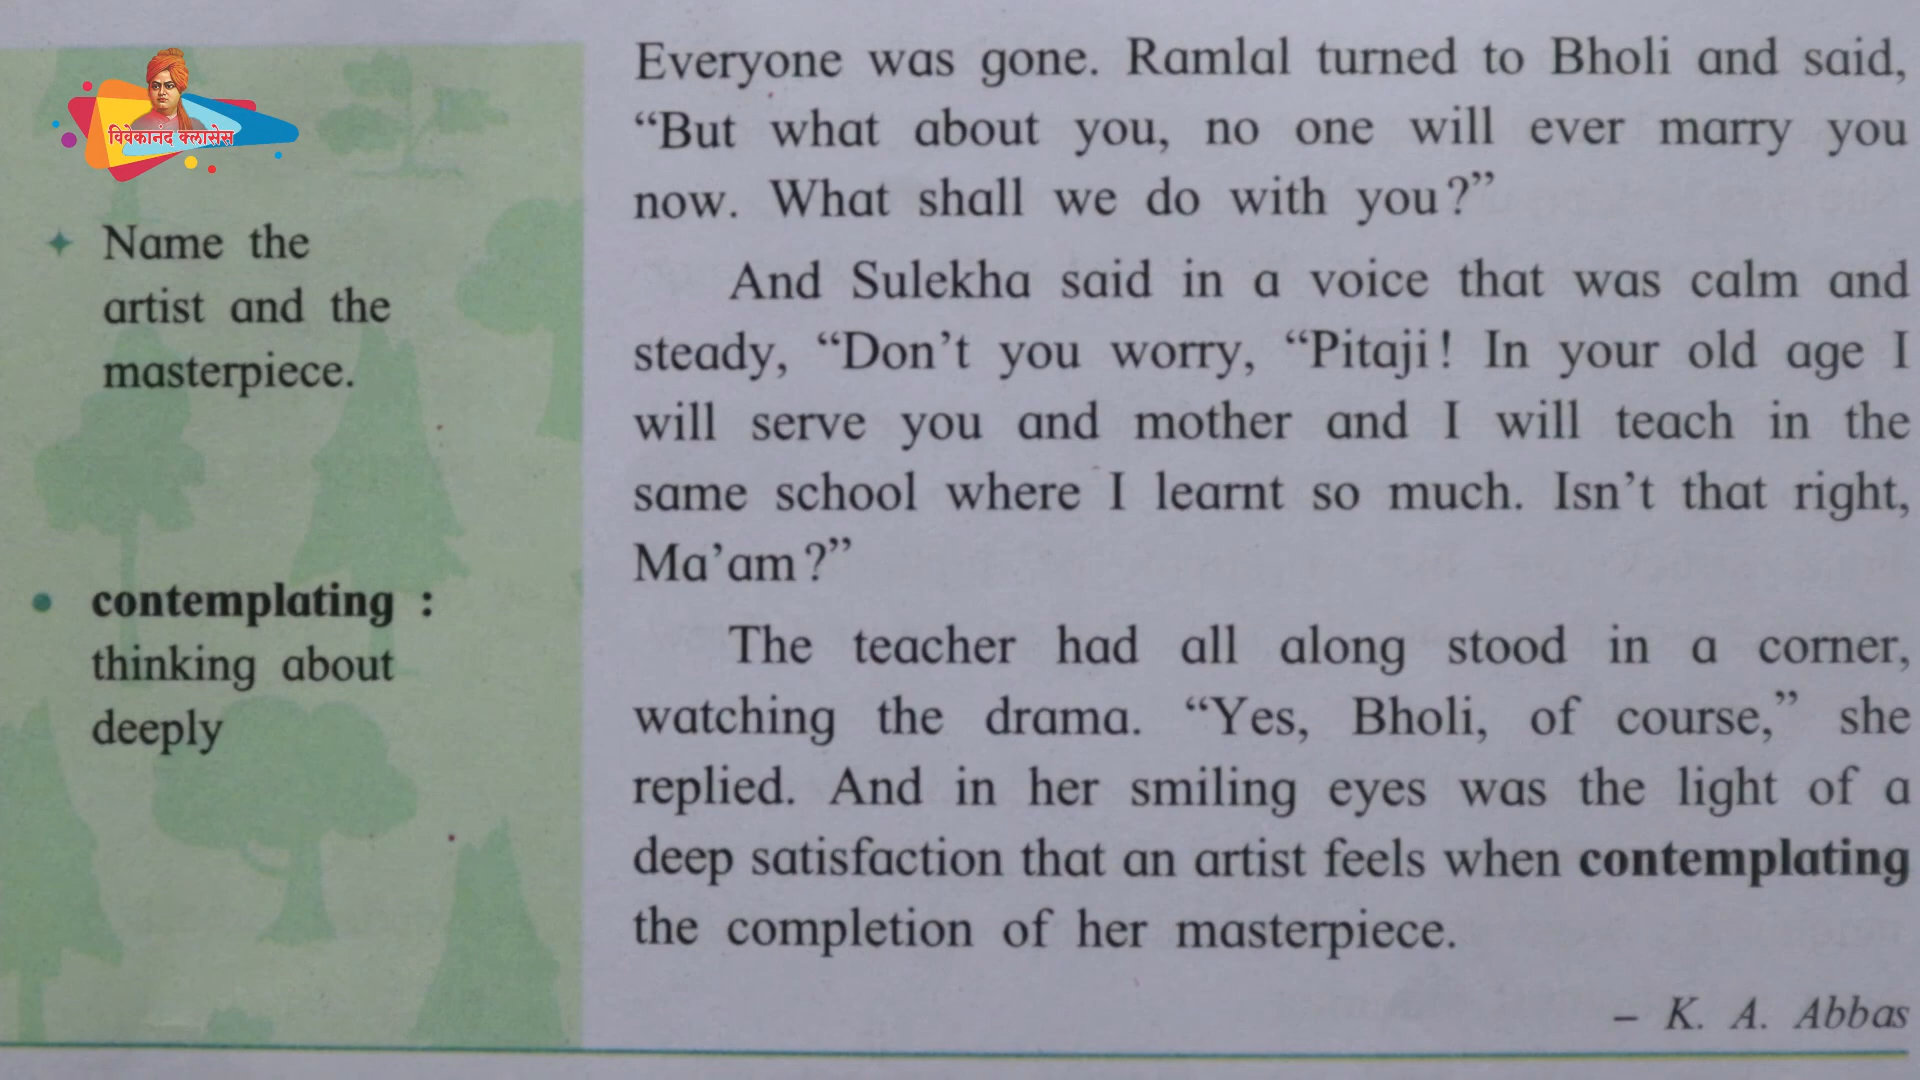 विवेकानंद क्लासेस
✦ Name the
artist and the
masterpiece.
• contemplating :
thinking about
deeply
Everyone was gone. Ramlal turned to Bholi and said,
“But what about you, no one will ever marry you
now. What shall we do with you?”
And Sulekha said in a voice that was calm and
steady, “Don’t you worry, “Pitaji! In your old age I
will serve you and mother and I will teach in the
same school where I learnt so much. Isn’t that right,
Ma’am?”
The teacher had all along stood in a corner,
watching the drama. “Yes, Bholi, of course,” she
replied. And in her smiling eyes was the light of a
deep satisfaction that an artist feels when contemplating
the completion of her masterpiece.
– K. A. Abbas